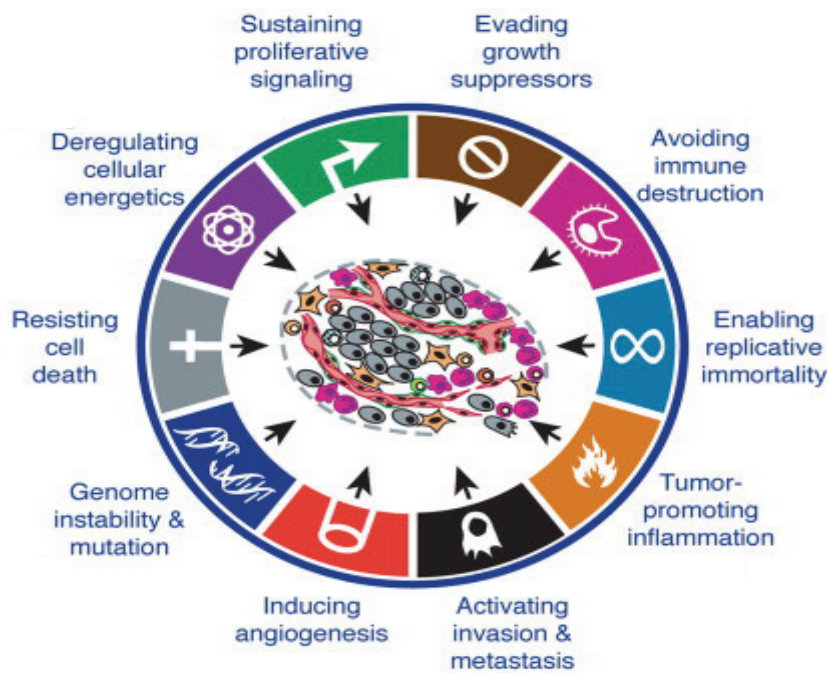 Sustaining
proliferative
signaling
Evading
growth
suppressors
Avoiding
immune
destruction
Enabling
replicative
immortality
Tumor-
promoting
inflammation
Activating
invasion &
metastasis
Inducing
angiogenesis
Genome
instability &
mutation
Resisting
cell
death
Deregulating
cellular
energetics